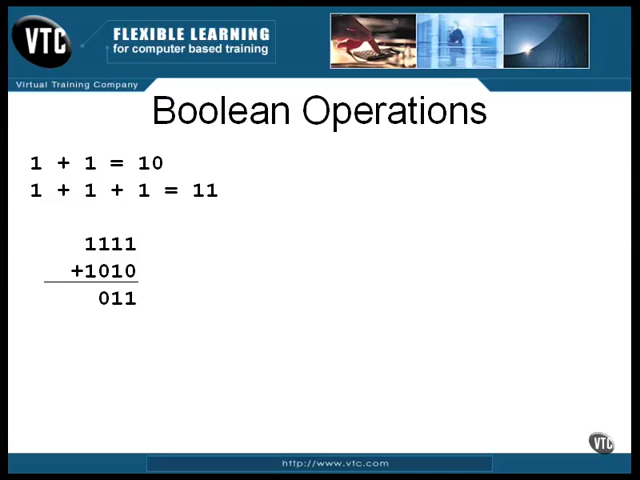 VTC
FLEXIBLE LEARNING
for computer based training
Virtual Training Company
Boolean Operations
1 + 1 = 10
1 + 1 + 1 = 11
1111
+1010
011
VTC
http://www.vtc.com